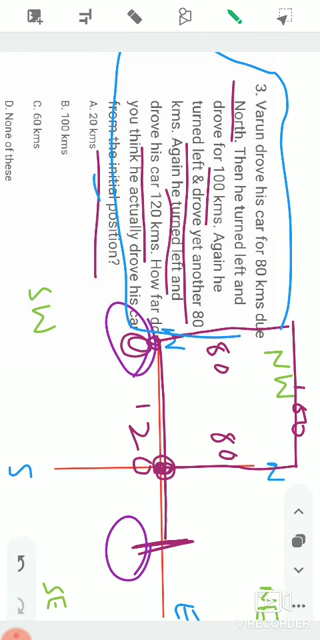 3. Varun drove his car for 80 kms due
North. Then he turned left and
drove for 100 kms. Again he
turned left & drove yet another 80
kms. Again he turned left and
drove his car 120 kms. How far do
you think he actually drove his car
from the initial position?
A. 20 kms
B. 100 kms
C. 60 kms
D. None of these
N
NW
NE
100
80
80
W
E
120
SW
S
SE
Tt
V RECORDER